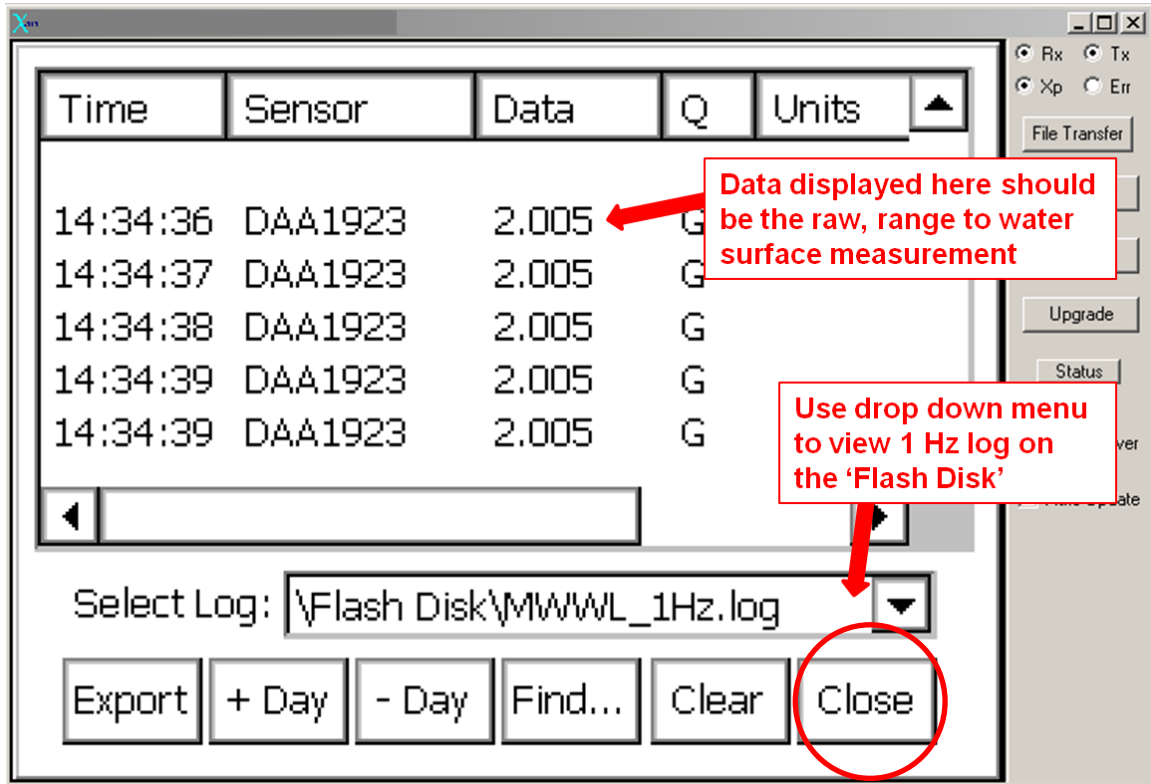 Rx Tx
Xp Err
File Transfer
Time Sensor Data Q Units
Data displayed here should
be the raw, range to water
surface measurement
14:34:36 DAA1923 2.005 G
14:34:37 DAA1923 2.005 G
14:34:38 DAA1923 2.005 G
14:34:39 DAA1923 2.005 G
14:34:39 DAA1923 2.005 G
Upgrade
Status
Use drop down menu
to view 1 Hz log on
the ‘Flash Disk’
Select Log: \Flash Disk\MWWL_1Hz.log
Export + Day - Day Find... Clear Close